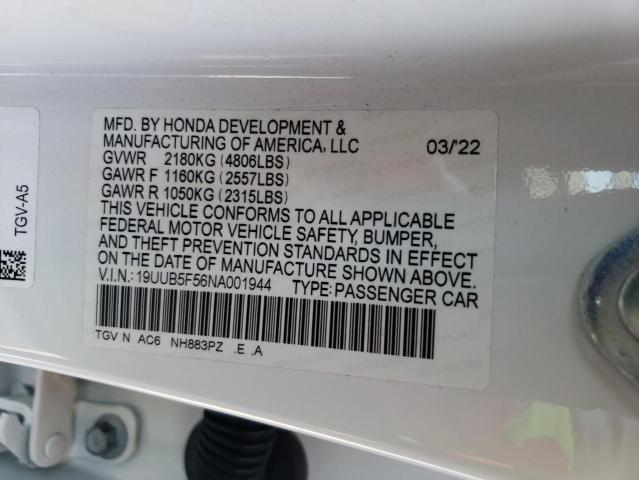 MFD. BY HONDA DEVELOPMENT &
MANUFACTURING OF AMERICA, LLC 03/'22
GVWR 2180KG (4806LBS)
GAWR F 1160KG (2557LBS)
GAWR R 1050KG (2315LBS)
THIS VEHICLE CONFORMS TO ALL APPLICABLE
FEDERAL MOTOR VEHICLE SAFETY, BUMPER,
AND THEFT PREVENTION STANDARDS IN EFFECT
ON THE DATE OF MANUFACTURE SHOWN ABOVE.
V.I.N.: 19UUB5F56NA001944 TYPE: PASSENGER CAR
TGV N AC6 NH883PZ .E .A
TGV-A5